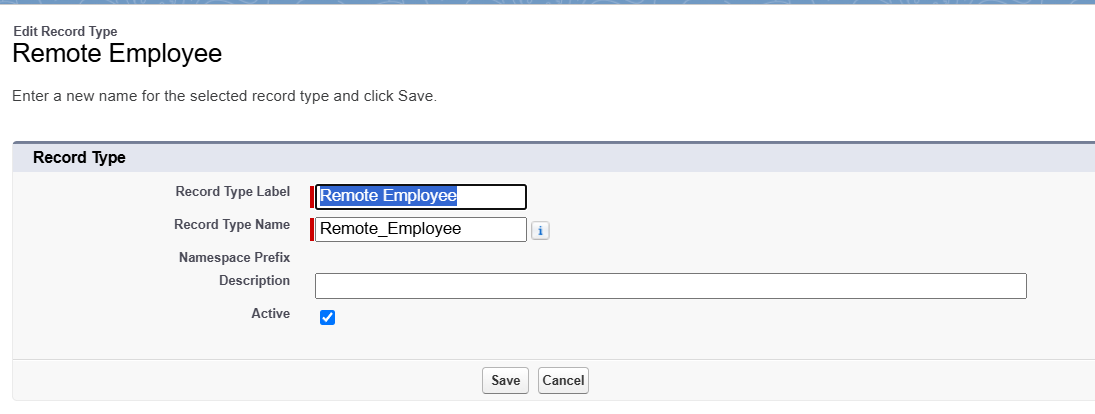 Edit Record Type
Remote Employee
Enter a new name for the selected record type and click Save.
Record Type
Record Type Label Remote Employee
Record Type Name Remote_Employee i
Namespace Prefix
Description
Active
Save Cancel